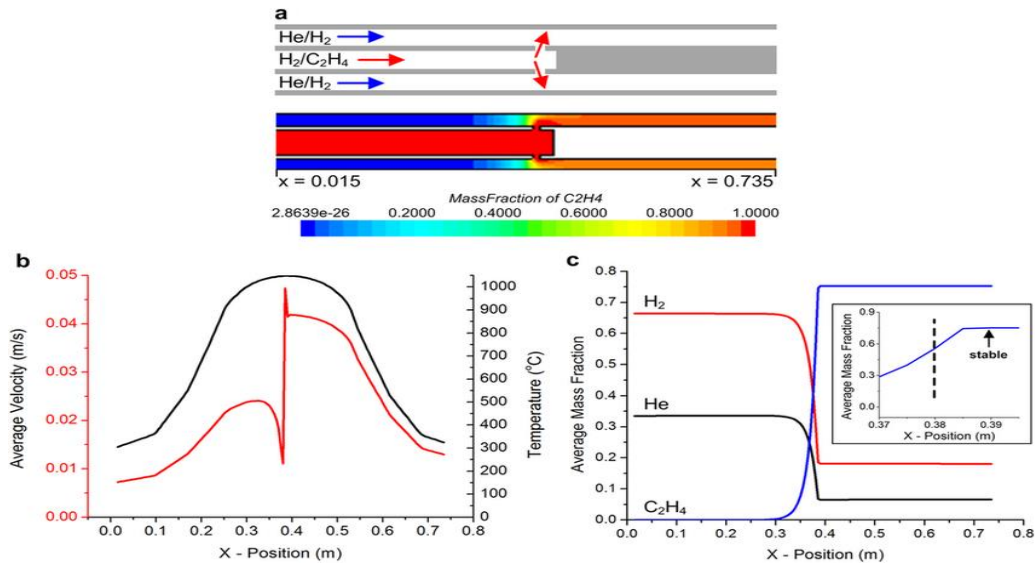 a
He/H2
H2/C2H4
He/H2
x = 0.015
x = 0.735
MassFraction of C2H4
2.8639e-26 0.2000 0.4000 0.6000 0.8000 1.0000
b
Average Velocity (m/s)
0.05
0.04
0.03
0.02
0.01
0.00
Temperature (°C)
1000
900
800
700
600
500
400
300
200
100
0
0.0 0.1 0.2 0.3 0.4 0.5 0.6 0.7 0.8
X - Position (m)
c
Average Mass Fraction
0.8
0.7
0.6
0.5
0.4
0.3
0.2
0.1
0.0
H2
He
C2H4
0.0 0.1 0.2 0.3 0.4 0.5 0.6 0.7 0.8
X - Position (m)
Average Mass Fraction
0.9
0.6
0.3
0.0
stable
0.37 0.38 0.39
X - Position (m)